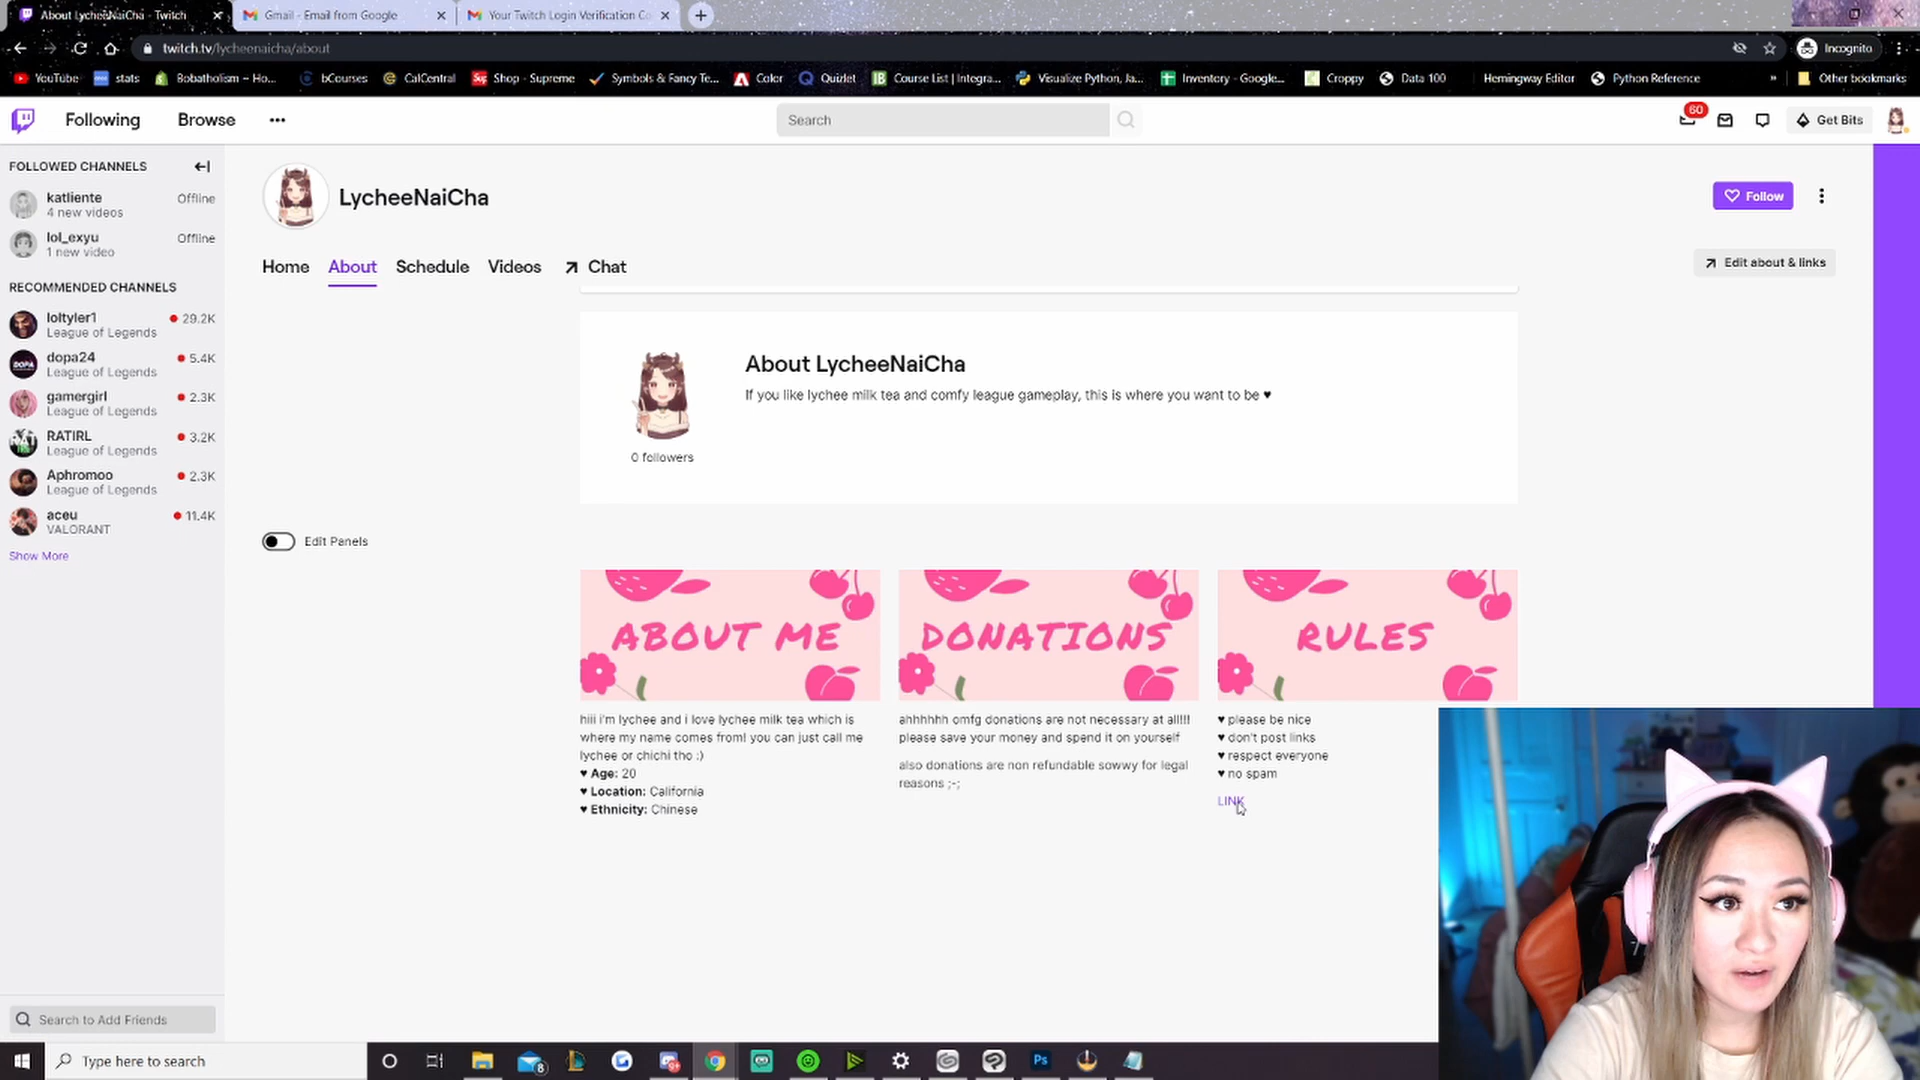 About LycheeNaiCha - Twitch
Gmail - Email from Google
Your Twitch Login Verification Co
twitch.tv/lycheenaicha/about
Incognito
YouTube
stats
Bobatholism – Ho...
bCourses
CalCentral
Shop - Supreme
Symbols & Fancy Te...
Color
Quizlet
Course List | Integra...
Visualize Python, Ja...
Inventory - Google...
Croppy
Data 100
Hemingway Editor
Python Reference
»
Other bookmarks
Following
Browse
Search
60
Get Bits
FOLLOWED CHANNELS
katliente
Offline
4 new videos
lol_exyu
Offline
1 new video
RECOMMENDED CHANNELS
loltyler1
29.2K
League of Legends
dopa24
5.4K
League of Legends
gamergirl
2.3K
League of Legends
RATIRL
3.2K
League of Legends
Aphromoo
2.3K
League of Legends
aceu
11.4K
VALORANT
Show More
Search to Add Friends
LycheeNaiCha
Follow
Home
About
Schedule
Videos
Chat
Edit about & links
About LycheeNaiCha
If you like lychee milk tea and comfy league gameplay, this is where you want to be ♥
0 followers
Edit Panels
ABOUT ME
hiii i'm lychee and i love lychee milk tea which is
where my name comes from! you can just call me
lychee or chichi tho :)
♥ Age: 20
♥ Location: California
♥ Ethnicity: Chinese
DONATIONS
ahhhhhh omfg donations are not necessary at all!!!
please save your money and spend it on yourself
also donations are non refundable sowwy for legal
reasons ;-;
RULES
♥ please be nice
♥ don't post links
♥ respect everyone
♥ no spam
LINK
Type here to search
8
Ps